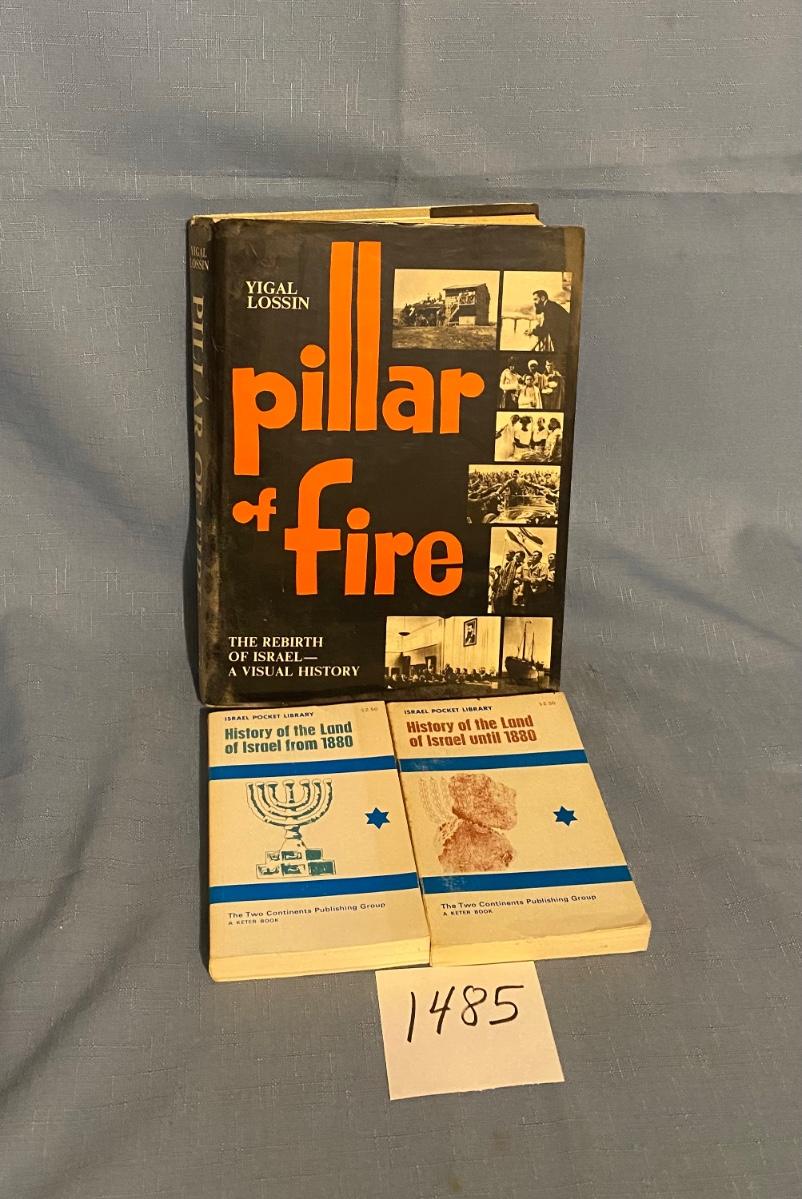 YIGAL
LOSSIN
PILLAR OF
YIGAL
LOSSIN
pillar
of
fire
THE REBIRTH
OF ISRAEL—
A VISUAL HISTORY
ISRAEL POCKET LIBRARY
History of the Land
of Israel from 1880
The Two Continents Publishing Group
A KETER BOOK
ISRAEL POCKET LIBRARY
History of the Land
of Israel until 1880
The Two Continents Publishing Group
A KETER BOOK
1485